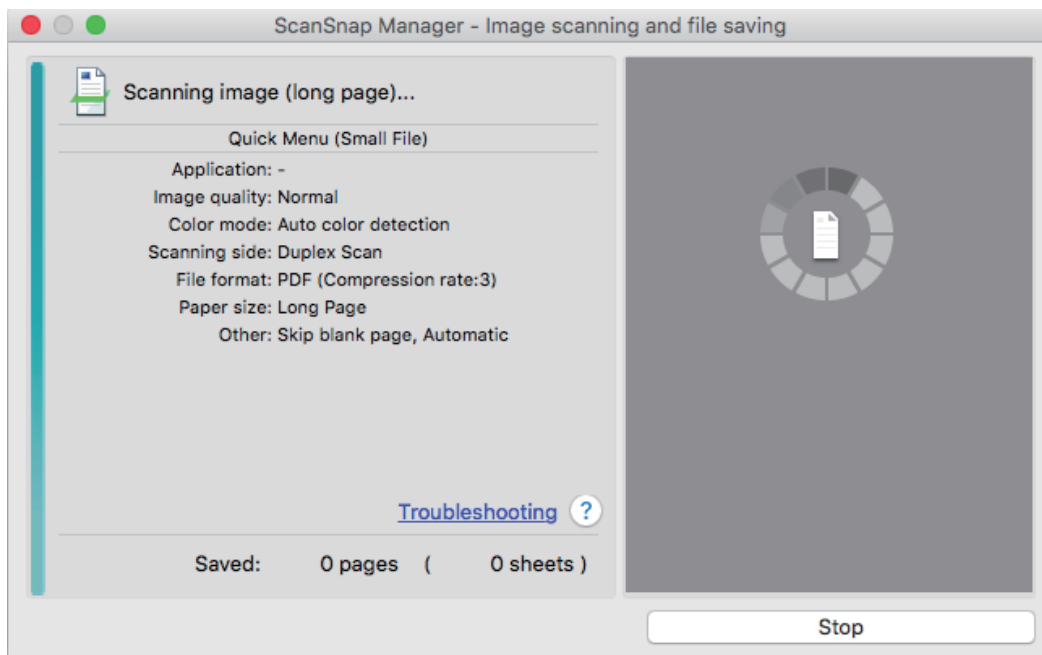 ScanSnap Manager - Image scanning and file saving
Scanning image (long page)...
Quick Menu (Small File)
Application: -
Image quality: Normal
Color mode: Auto color detection
Scanning side: Duplex Scan
File format: PDF (Compression rate:3)
Paper size: Long Page
Other: Skip blank page, Automatic
Troubleshooting ?
Saved: 0 pages ( 0 sheets )
Stop